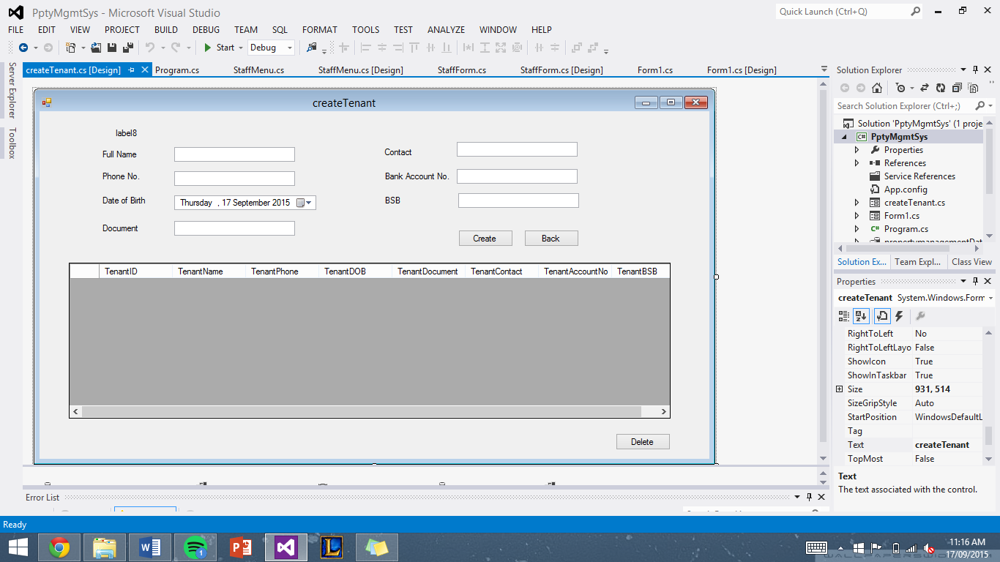 PptyMgmtSys - Microsoft Visual Studio
Quick Launch (Ctrl+Q)
FILE EDIT VIEW PROJECT BUILD DEBUG TEAM SQL FORMAT TOOLS TEST ANALYZE WINDOW HELP
Start Debug
Server Explorer
Toolbox
createTenant.cs [Design] Program.cs StaffMenu.cs StaffMenu.cs [Design] StaffForm.cs StaffForm.cs [Design] Form1.cs Form1.cs [Design]
createTenant
label8
Full Name
Contact
Phone No.
Bank Account No.
Date of Birth
Thursday , 17 September 2015
BSB
Document
Create Back
TenantID TenantName TenantPhone TenantDOB TenantDocument TenantContact TenantAccountNo TenantBSB
Delete
Error List
Solution Explorer
Search Solution Explorer (Ctrl+;)
Solution 'PptyMgmtSys' (1 proje
C# PptyMgmtSys
Properties
References
Service References
App.config
createTenant.cs
Form1.cs
C# Program.cs
propertymanagementDat
Solution Ex... Team Expl... Class View
Properties
createTenant System.Windows.Form
RightToLeft No
RightToLeftLayo False
ShowIcon True
ShowInTaskbar True
Size 931, 514
SizeGripStyle Auto
StartPosition WindowsDefaultL
Tag
Text createTenant
TopMost False
Text
The text associated with the control.
Ready
11:16 AM
17/09/2015